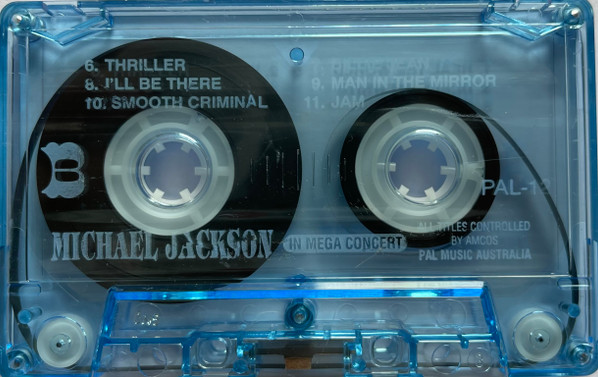 6. THRILLER
8. I'LL BE THERE
9. MAN IN THE MIRROR
10. SMOOTH CRIMINAL
11. JAM
B
MICHAEL JACKSON
IN MEGA CONCERT
ALL TITLES CONTROLLED
BY AMCOS
PAL MUSIC AUSTRALIA